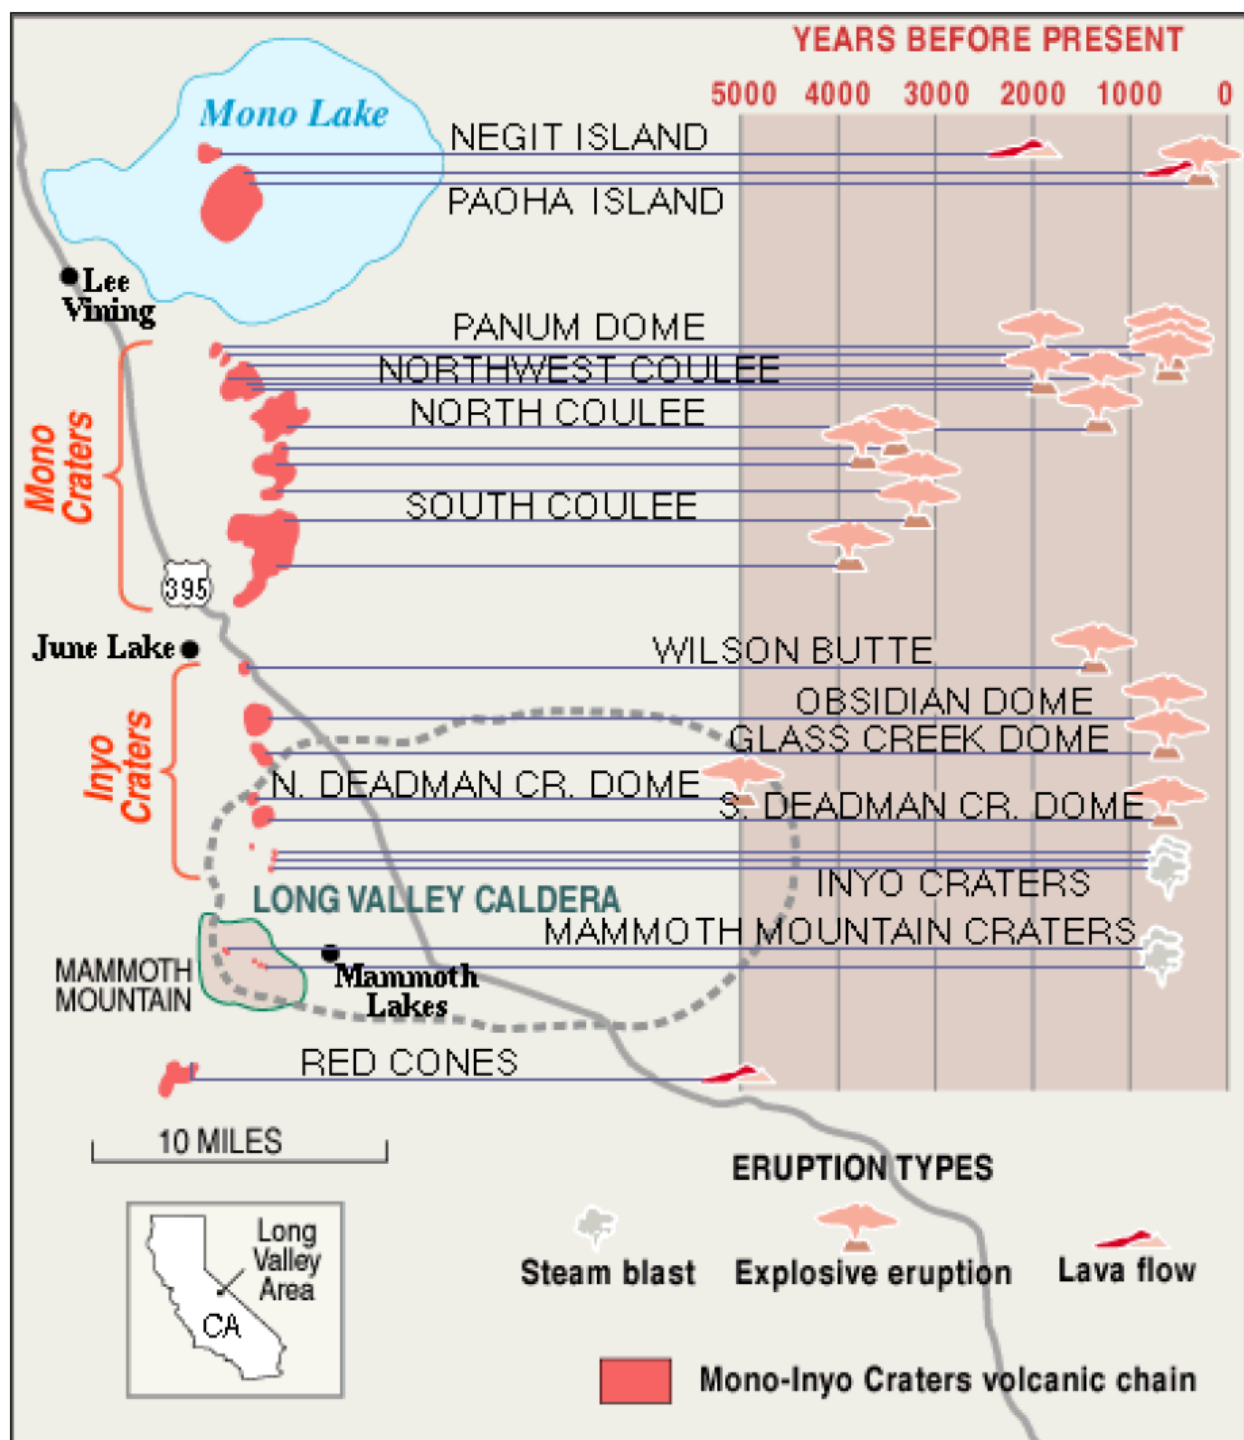 YEARS BEFORE PRESENT
5000 4000 3000 2000 1000 0
Mono Lake
NEGIT ISLAND
PAOHA ISLAND
Lee
Vining
PANUM DOME
NORTHWEST COULEE
NORTH COULEE
Mono
Craters
SOUTH COULEE
395
June Lake
WILSON BUTTE
OBSIDIAN DOME
GLASS CREEK DOME
Inyo
Craters
N. DEADMAN CR. DOME
S. DEADMAN CR. DOME
INYO CRATERS
LONG VALLEY CALDERA
MAMMOTH MOUNTAIN CRATERS
MAMMOTH
MOUNTAIN
Mammoth
Lakes
RED CONES
10 MILES
ERUPTION TYPES
Steam blast
Explosive eruption
Lava flow
Long
Valley
Area
CA
Mono-Inyo Craters volcanic chain